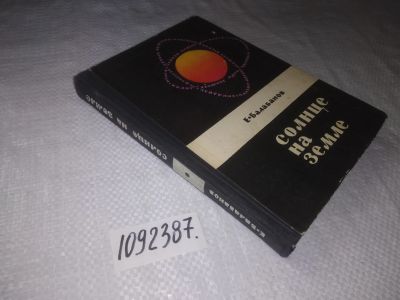 Е. Балабанов
солнце
на
земле
Е. Балабанов
солнце на земле
1092387.